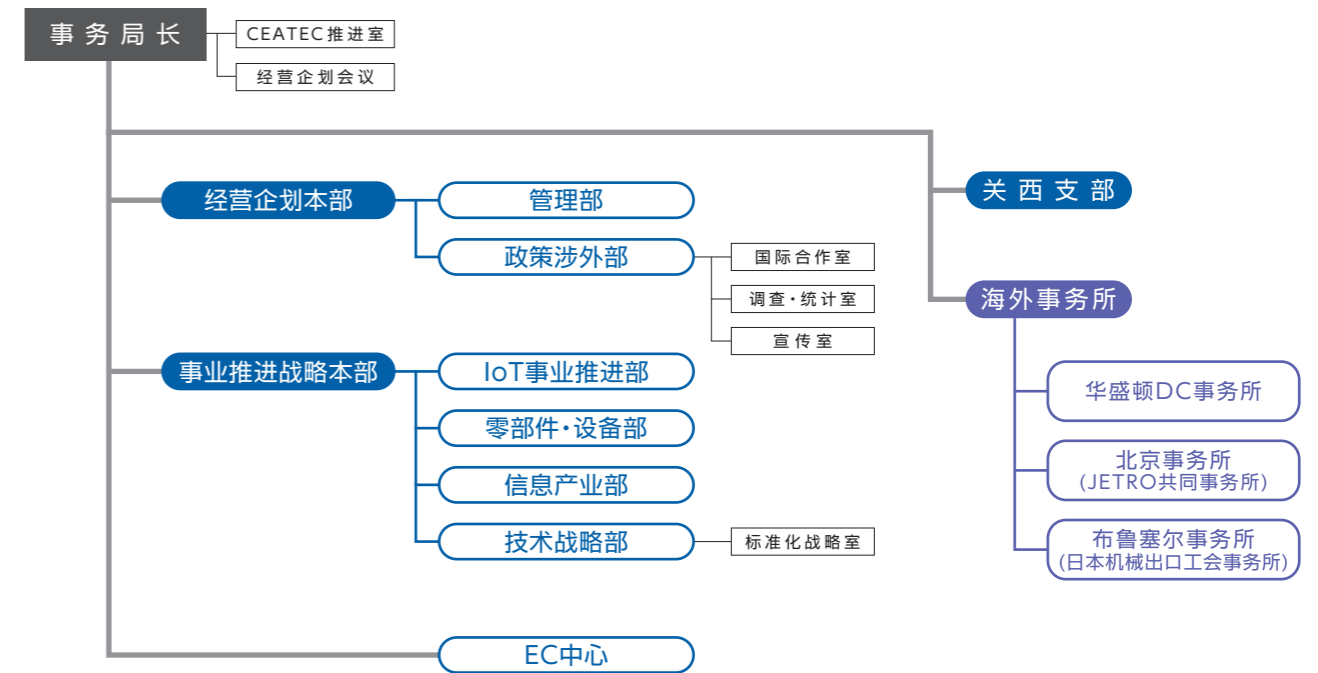 事务局长
CEATEC推进室
经营企划会议
经营企划本部
管理部
政策涉外部
国际合作室
调查·统计室
宣传室
事业推进战略本部
IoT事业推进部
零部件·设备部
信息产业部
技术战略部
标准化战略室
EC中心
关西支部
海外事务所
华盛顿DC事务所
北京事务所
(JETRO共同事务所)
布鲁塞尔事务所
(日本机械出口工会事务所)